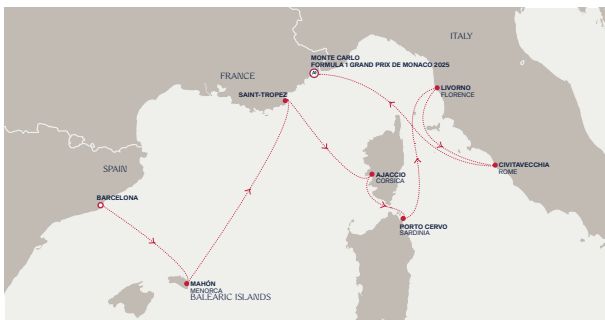 ITALY
MONTE CARLO
FORMULA 1 GRAND PRIX DE MONACO 2025
FRANCE
LIVORNO
FLORENCE
SAINT-TROPEZ
CIVITAVECCHIA
ROME
SPAIN
AJACCIO
CORSICA
BARCELONA
PORTO CERVO
SARDINIA
MAHÓN
MENORCA
BALEARIC ISLANDS